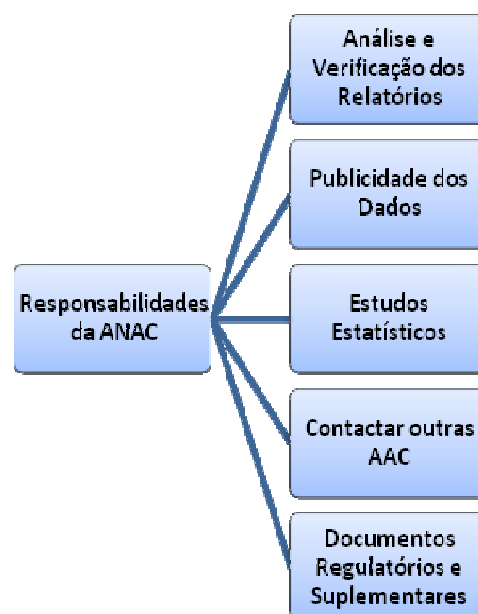 Análise e
Verificação dos
Relatórios
Publicidade dos
Dados
Responsabilidades
da ANAC
Estudos
Estatísticos
Contactar outras
AAC
Documentos
Regulatórios e
Suplementares